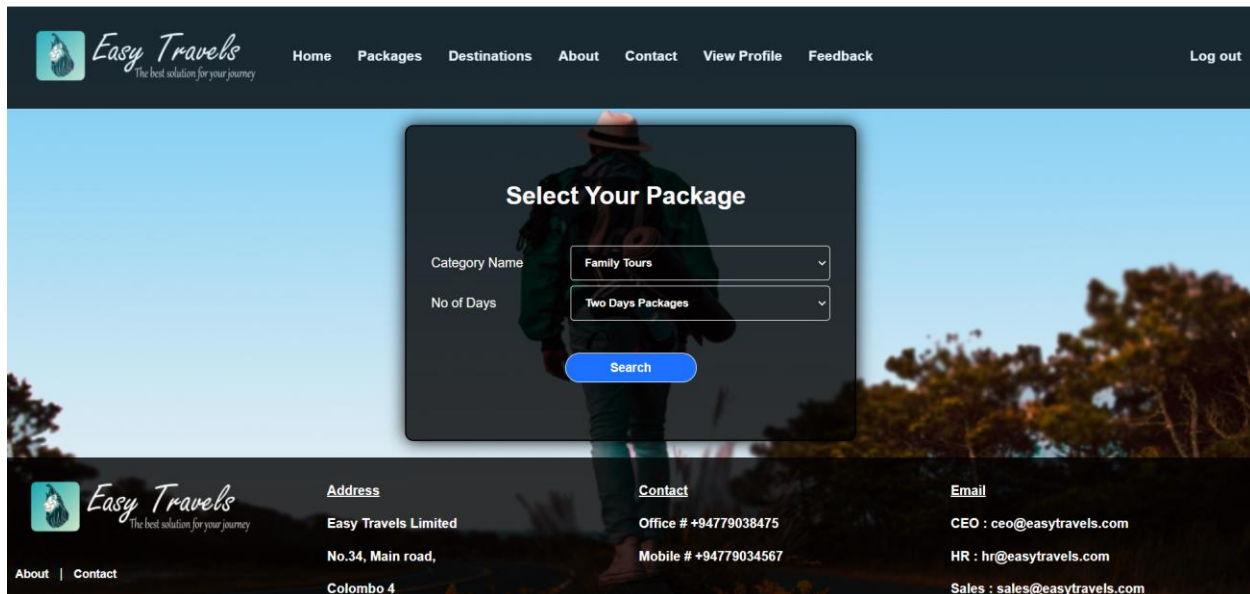 Easy Travels
The best solution for your journey
Home Packages Destinations About Contact View Profile Feedback Log out
Select Your Package
Category Name Family Tours
No of Days Two Days Packages
Search
Easy Travels
The best solution for your journey
About | Contact
Address
Easy Travels Limited
No.34, Main road,
Colombo 4
Contact
Office # +94779038475
Mobile # +94779034567
Email
CEO : ceo@easytravels.com
HR : hr@easytravels.com
Sales : sales@easytravels.com